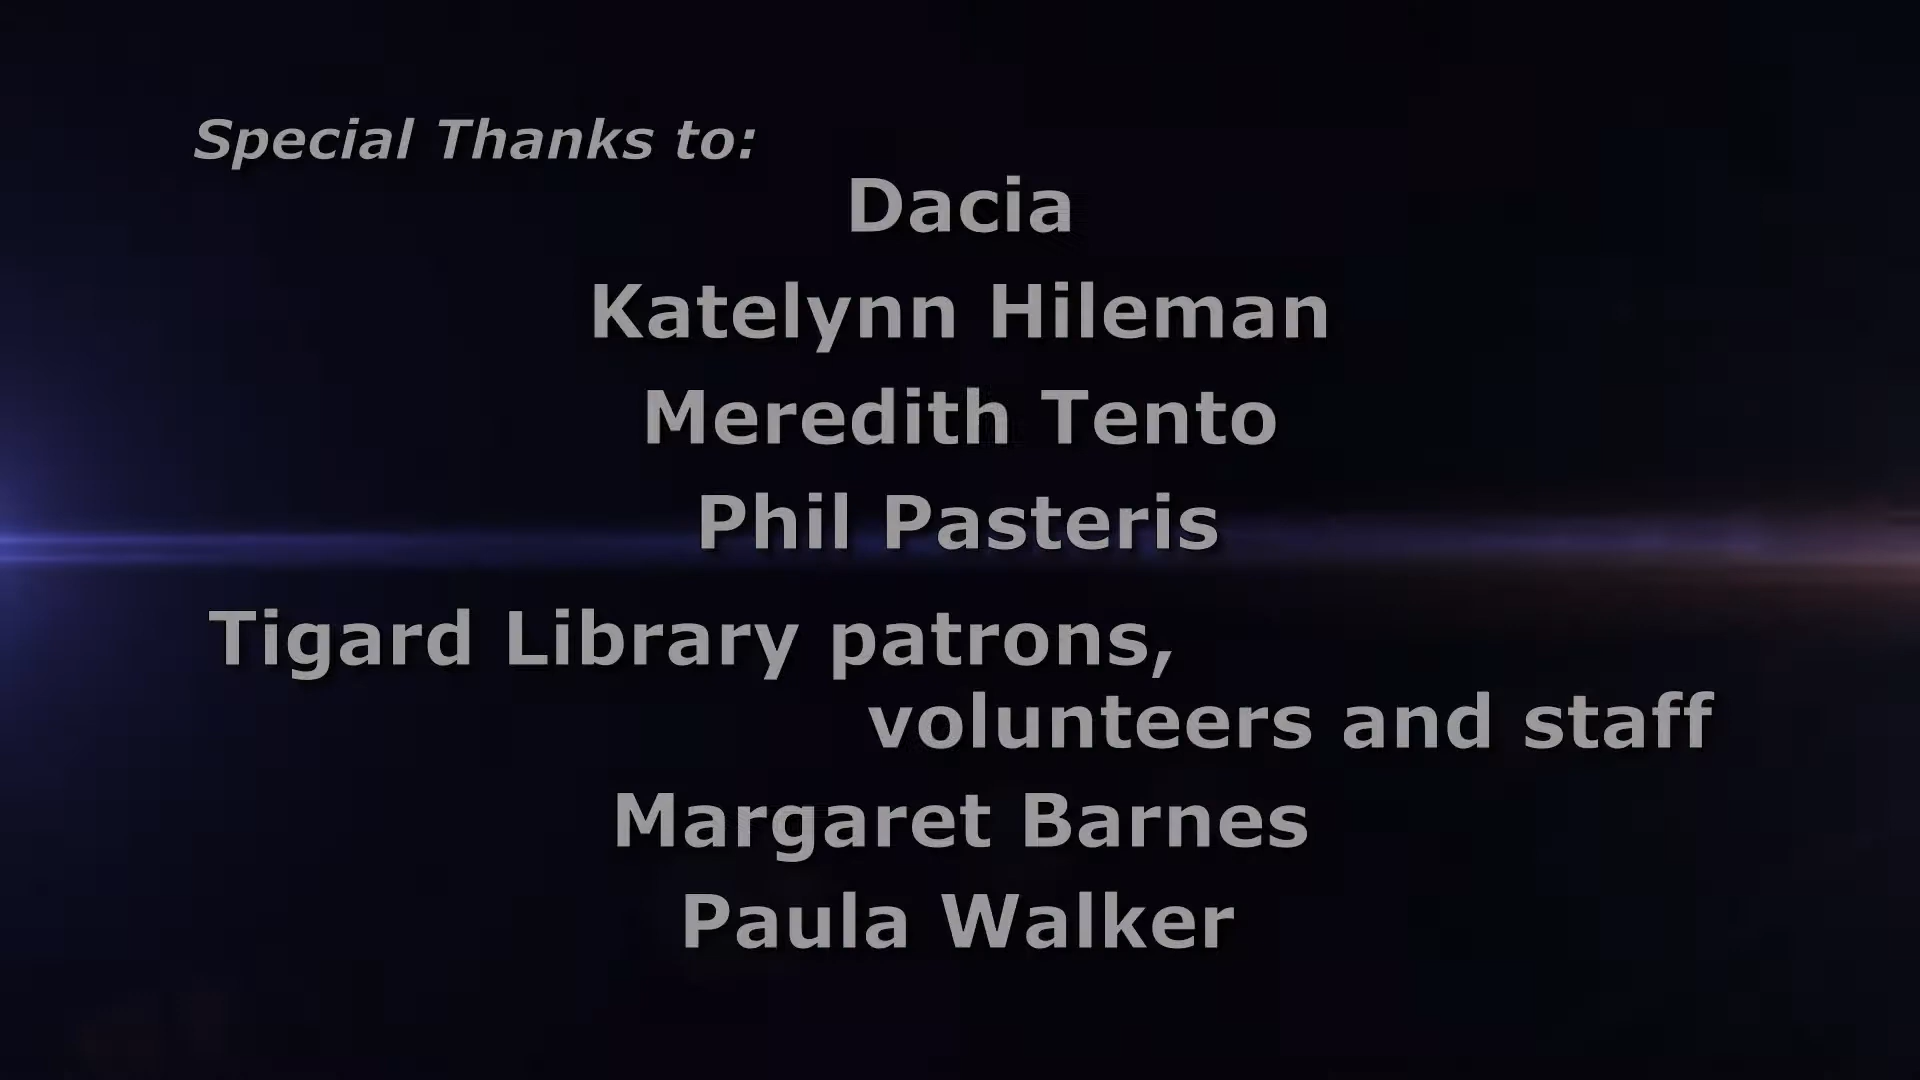 Special Thanks to:
Dacia
Katelynn Hileman
Meredith Tento
Phil Pasteris
Tigard Library patrons,
volunteers and staff
Margaret Barnes
Paula Walker